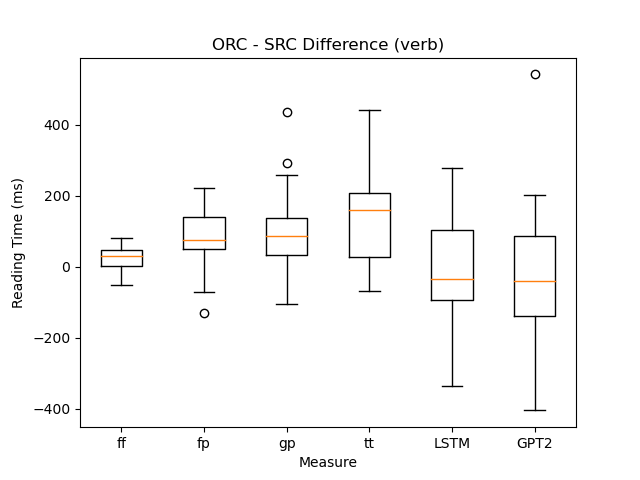 ORC - SRC Difference (verb)
400
200
0
−200
−400
Reading Time (ms)
ff fp gp tt LSTM GPT2
Measure